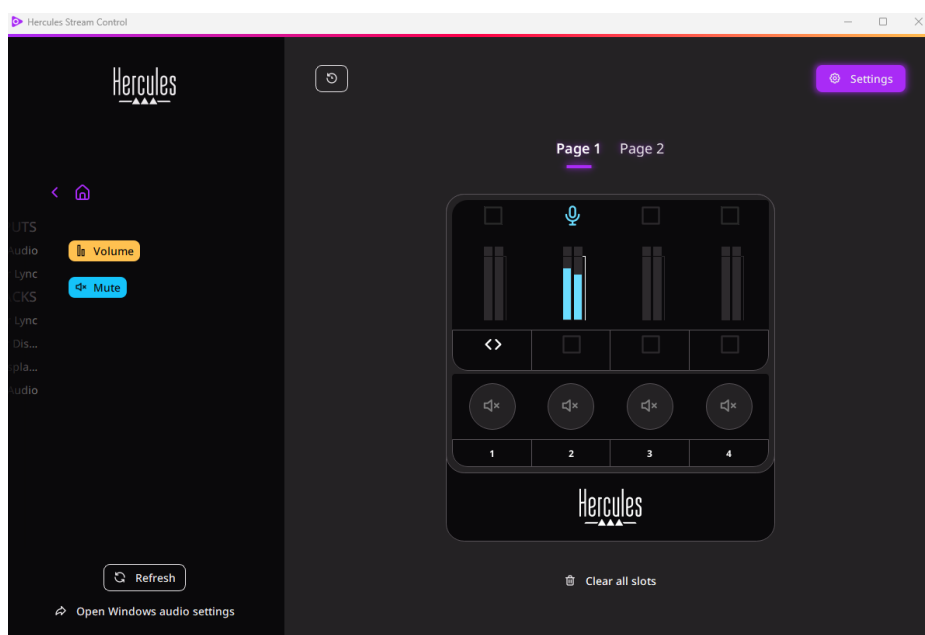 Hercules Stream Control
Hercules
Settings
Page 1 Page 2
UTS
udio
Volume
Lync
Mute
CKS
Lync
Dis...
spla...
udio
1 2 3 4
Hercules
Refresh
Clear all slots
Open Windows audio settings